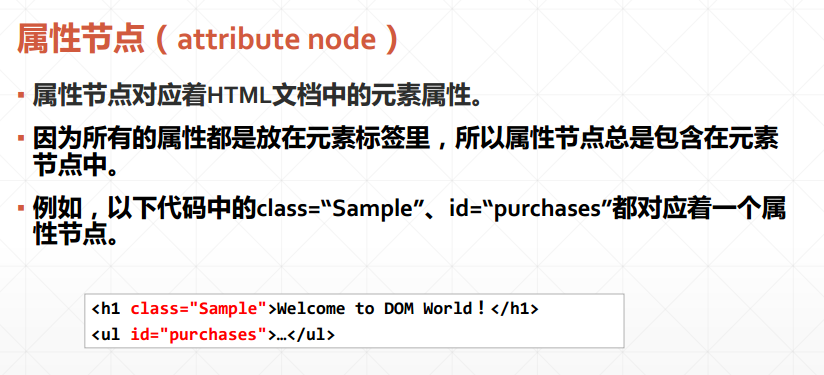 属性节点（attribute node）
▪ 属性节点对应着HTML文档中的元素属性。
▪ 因为所有的属性都是放在元素标签里，所以属性节点总是包含在元素
节点中。
▪ 例如，以下代码中的class=“Sample”、id=“purchases”都对应着一个属
性节点。
<h1 class="Sample">Welcome to DOM World！</h1>
<ul id="purchases">…</ul>